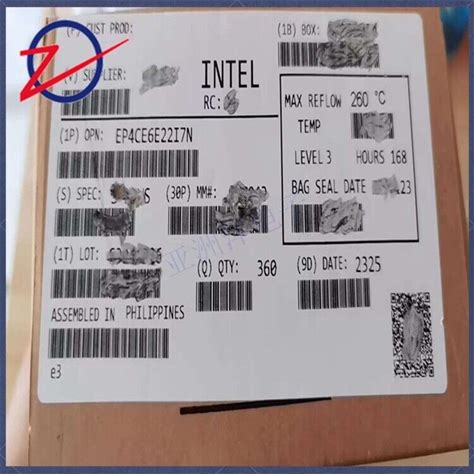 (P) CUST PROD:
(1B) BOX:
(V) SUPPLIER:
INTEL
RC:
MAX REFLOW 260 °C
TEMP
(1P) OPN: EP4CE6E22I7N
LEVEL 3 HOURS 168
BAG SEAL DATE
(S) SPEC:
(30P) MM#:
(1T) LOT:
(Q) QTY: 360
(9D) DATE: 2325
ASSEMBLED IN PHILIPPINES
e3